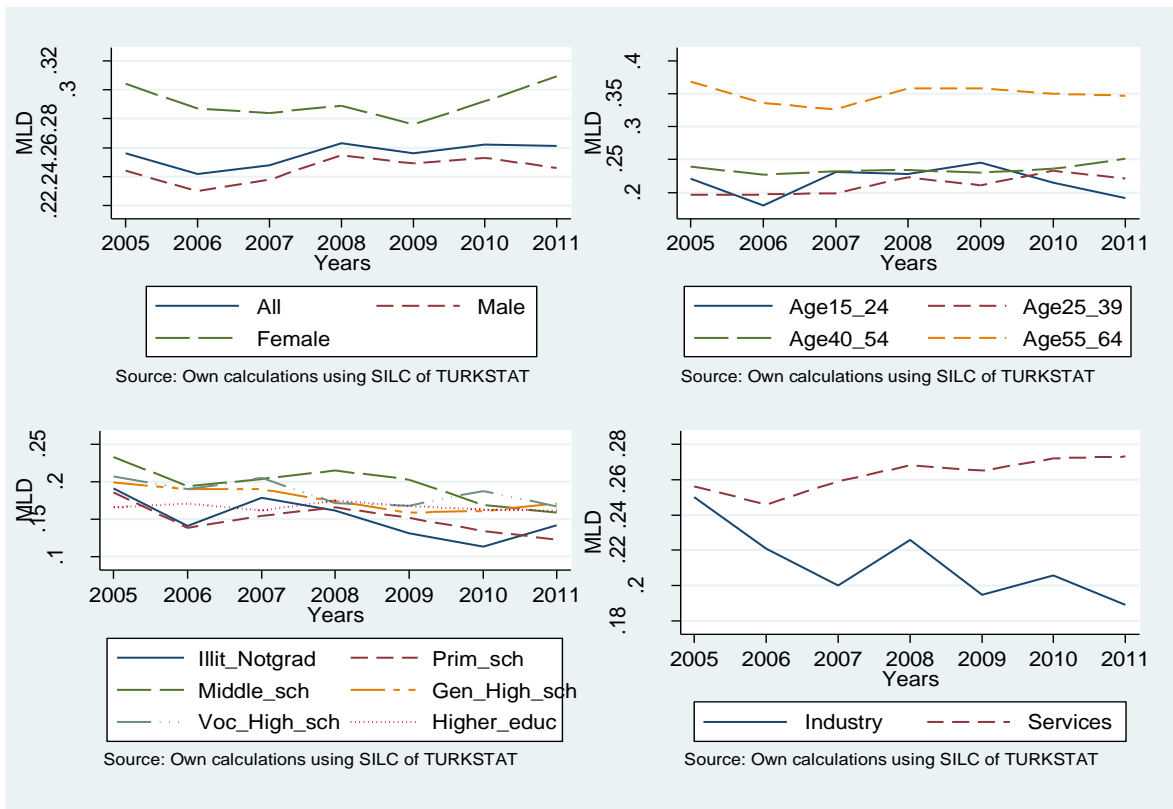 MLD
.22 .24 .26 .28 .3 .32
2005 2006 2007 2008 2009 2010 2011
Years
All Male
Female
Source: Own calculations using SILC of TURKSTAT
MLD
.2 .25 .3 .35 .4
2005 2006 2007 2008 2009 2010 2011
Years
Age15_24 Age25_39
Age40_54 Age55_64
Source: Own calculations using SILC of TURKSTAT
MLD
.1 .15 .2 .25
2005 2006 2007 2008 2009 2010 2011
Years
Illit_Notgrad Prim_sch
Middle_sch Gen_High_sch
Voc_High_sch Higher_educ
Source: Own calculations using SILC of TURKSTAT
MLD
.18 .2 .22 .24 .26 .28
2005 2006 2007 2008 2009 2010 2011
Years
Industry Services
Source: Own calculations using SILC of TURKSTAT